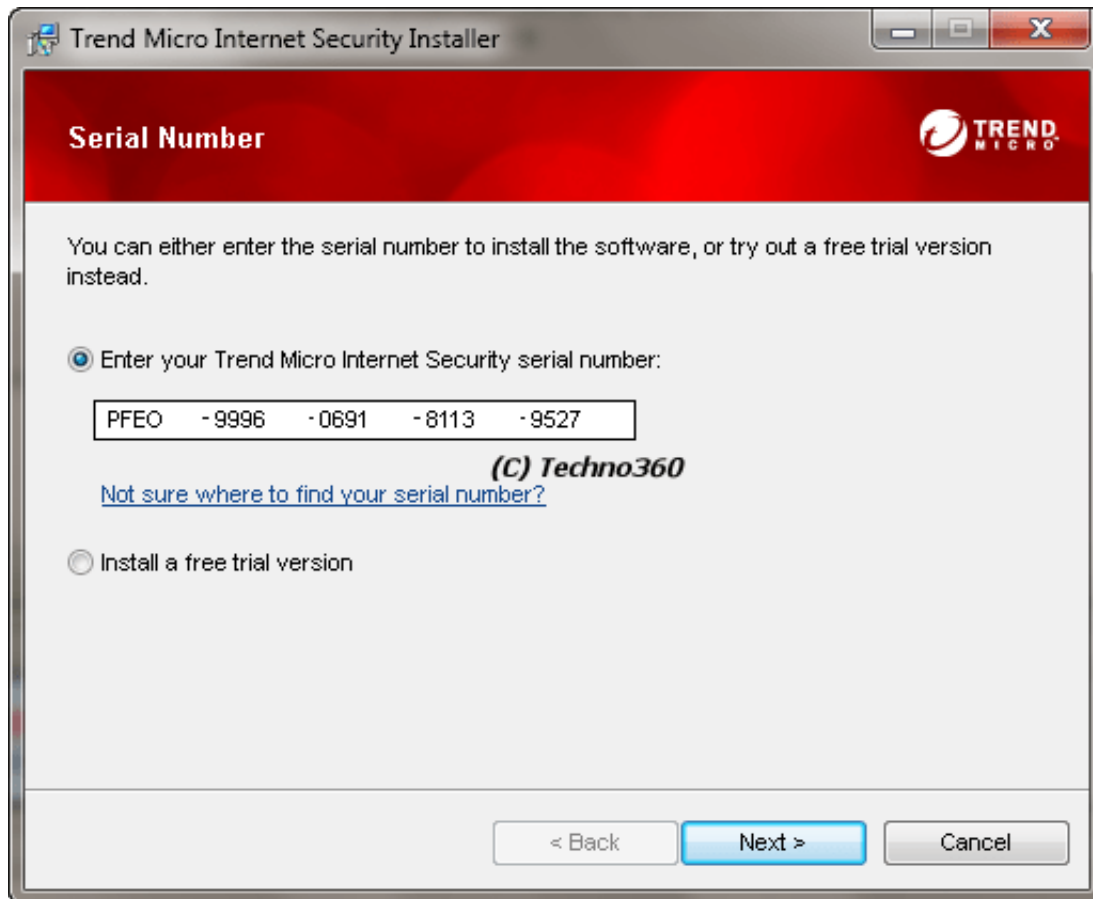 Trend Micro Internet Security Installer
Serial Number
TREND
MICRO
You can either enter the serial number to install the software, or try out a free trial version
instead.
Enter your Trend Micro Internet Security serial number:
PFEO -9996 -0691 -8113 -9527
(C) Techno360
Not sure where to find your serial number?
Install a free trial version
< Back Next > Cancel